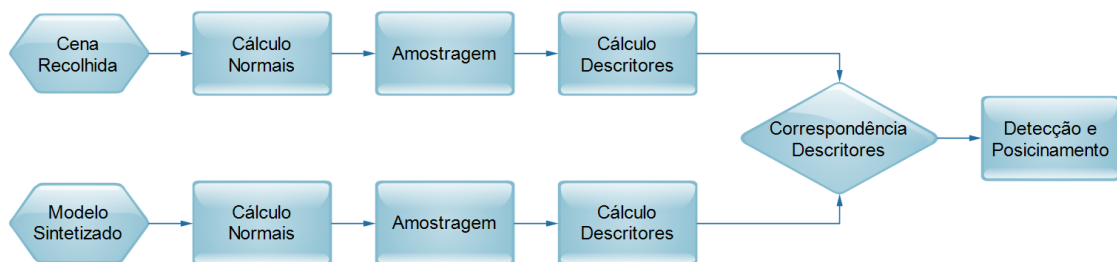 Cena
Recolhida
Cálculo
Normais
Amostragem
Cálculo
Descritores
Correspondência
Descritores
Detecção e
Posicinamento
Modelo
Sintetizado
Cálculo
Normais
Amostragem
Cálculo
Descritores